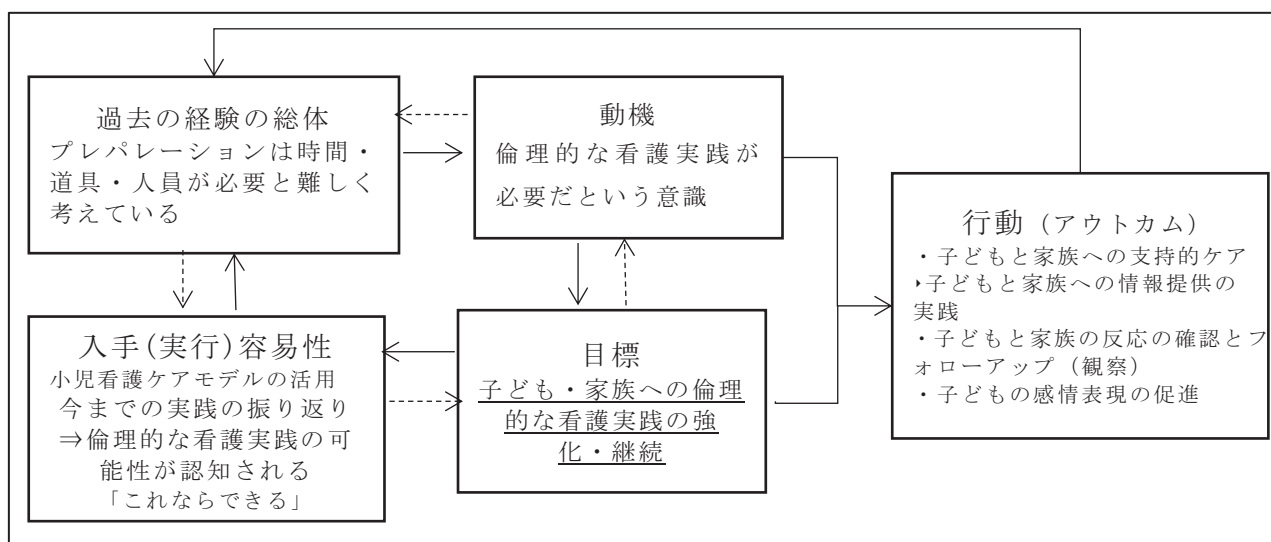 過去の経験の総体
プレパレーションは時間・
道具・人員が必要と難しく
考えている
動機
倫理的な看護実践が
必要だという意識
行動（アウトカム）
・子どもと家族への支持的ケア
・子どもと家族への情報提供の
実践
・子どもと家族の反応の確認とフ
ォローアップ（観察）
・子どもの感情表現の促進
入手(実行)容易性
小児看護ケアモデルの活用
今までの実践の振り返り
⇒倫理的な看護実践の可
能性が認知される
「これならできる」
目標
子ども・家族への倫理
的な看護実践の強
化・継続